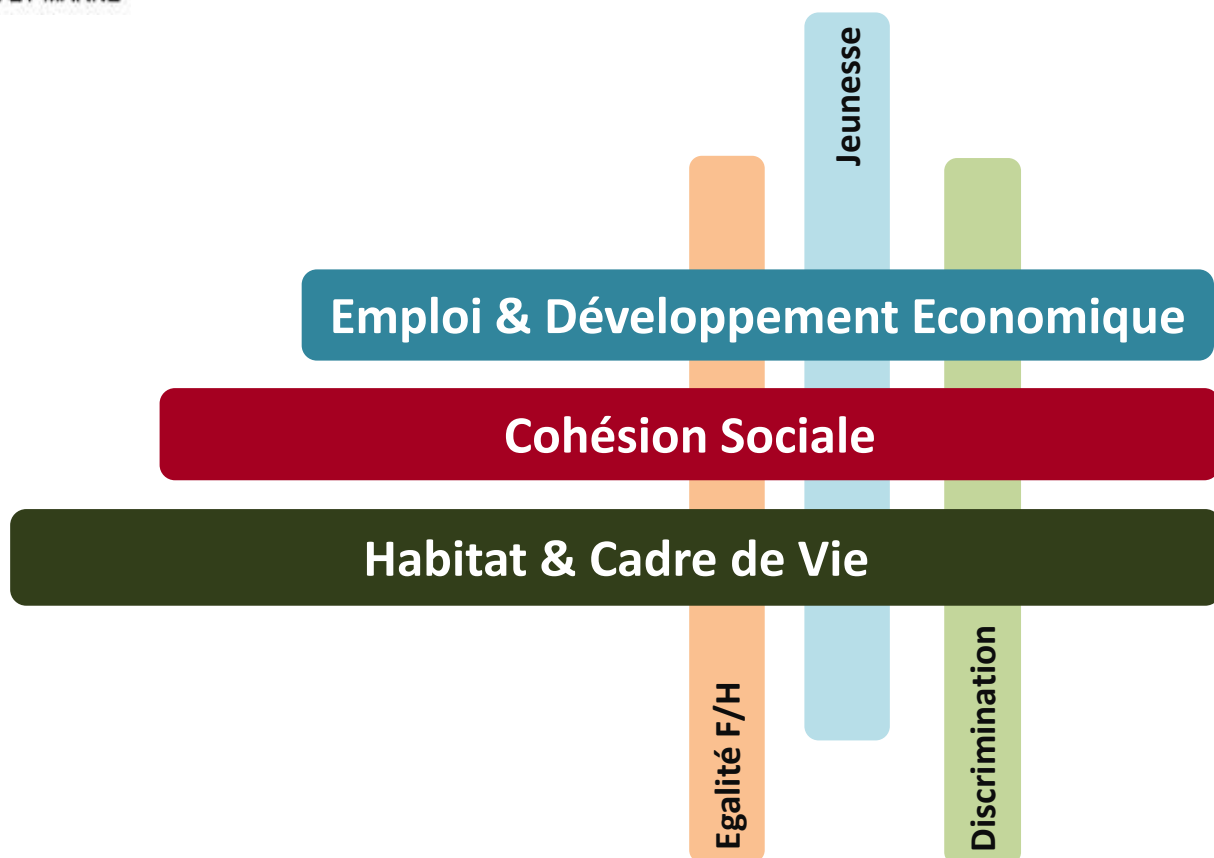 Jeunesse
Emploi & Développement Economique
Cohésion Sociale
Habitat & Cadre de Vie
Egalité F/H
Discrimination